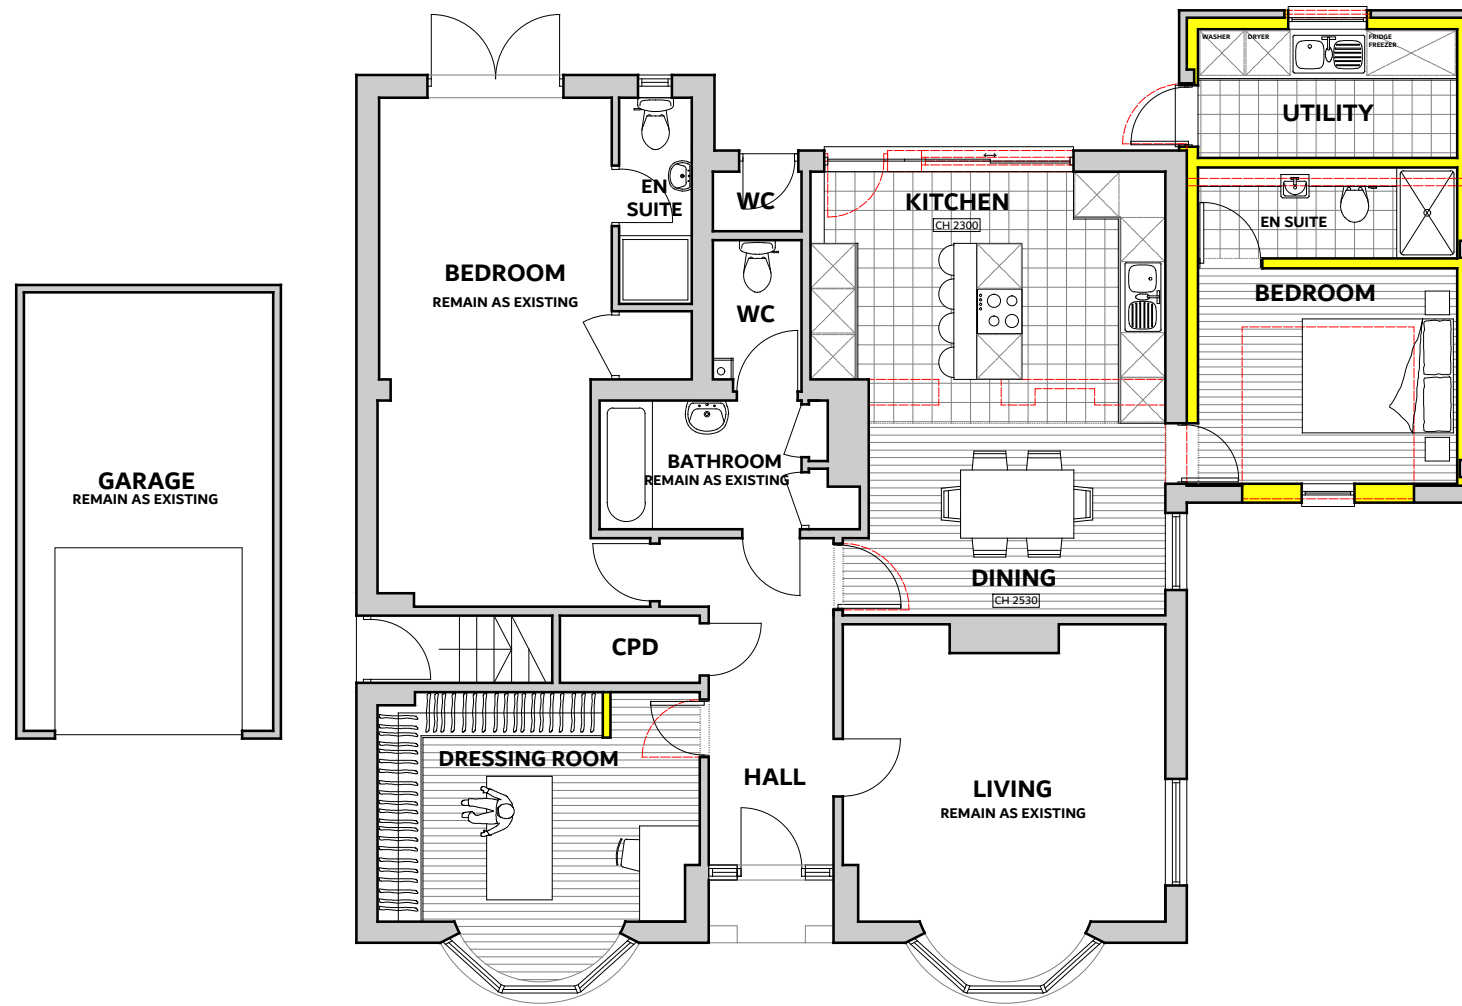 WASHER
DRYER
FRIDGE
FREEZER
UTILITY
EN
SUITE
WC
KITCHEN
CH 2300
EN SUITE
BEDROOM
REMAIN AS EXISTING
BEDROOM
WC
BATHROOM
REMAIN AS EXISTING
GARAGE
REMAIN AS EXISTING
DINING
CH 2530
CPD
DRESSING ROOM
HALL
LIVING
REMAIN AS EXISTING